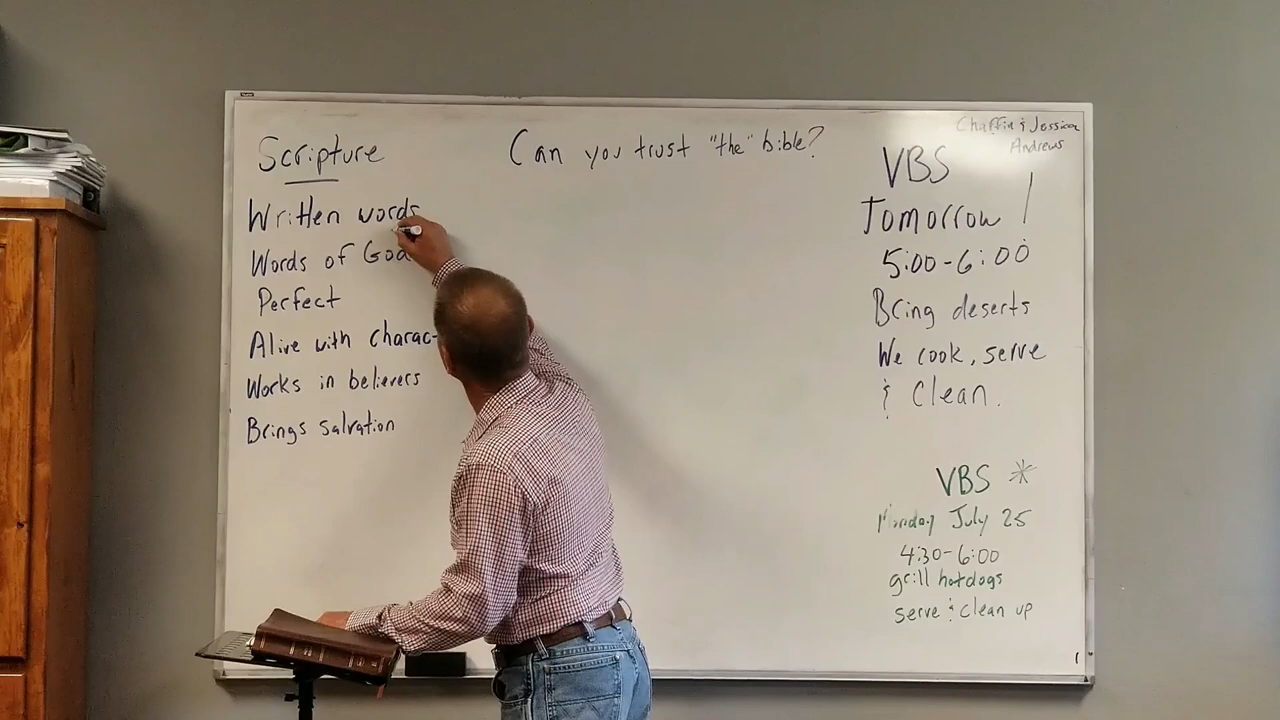 Scripture
Written words
Words of God
Perfect
Alive with charac-
Works in believers
Brings salvation
Can you trust "the" bible?
Chaffin & Jessica
Andrews
VBS
Tomorrow!
5:00-6:00
Bring deserts
We cook, serve
& Clean.
VBS *
Monday July 25
4:30-6:00
grill hotdogs
serve & clean up